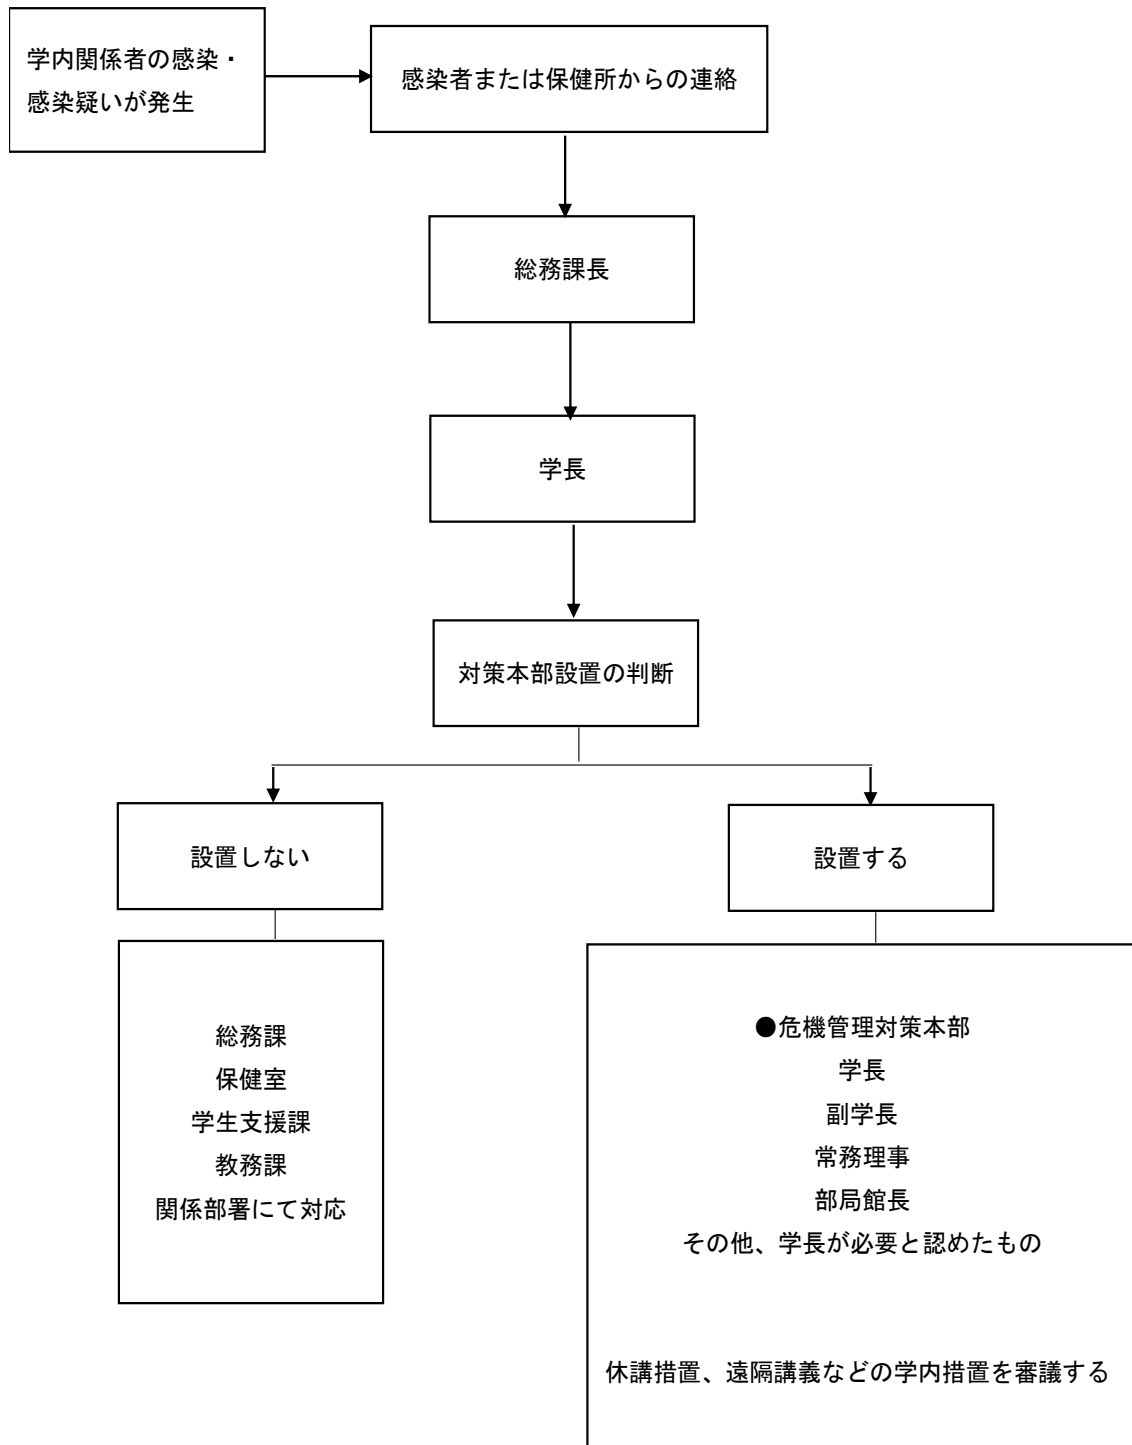 学内関係者の感染・
感染疑いが発生
感染者または保健所からの連絡
総務課長
学長
対策本部設置の判断
設置しない
設置する
総務課
保健室
学生支援課
教務課
関係部署にて対応
●危機管理対策本部
学長
副学長
常務理事
部局館長
その他、学長が必要と認めたもの
休講措置、遠隔講義などの学内措置を審議する